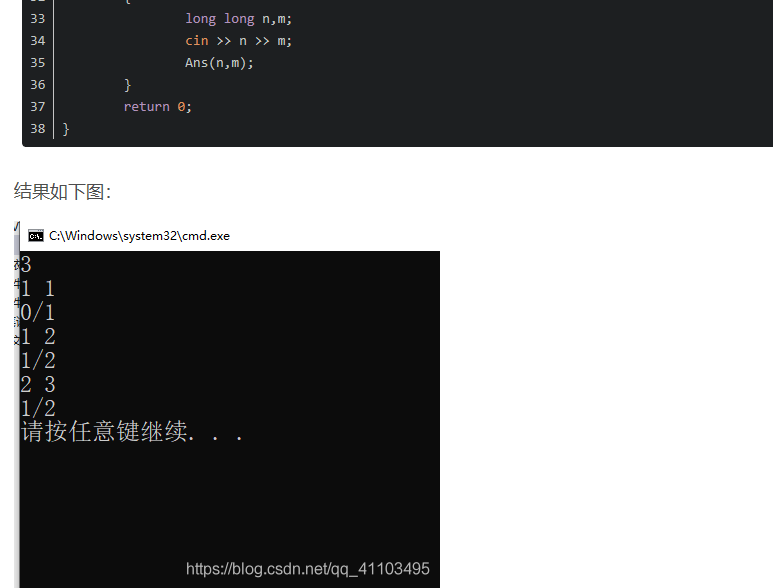 33 long long n,m;
34 cin >> n >> m;
35 Ans(n,m);
36 }
37 return 0;
38 }
结果如下图：
C:\Windows\system32\cmd.exe
3
1 1
0/1
1 2
1/2
2 3
1/2
请按任意键继续. . .
https://blog.csdn.net/qq_41103495